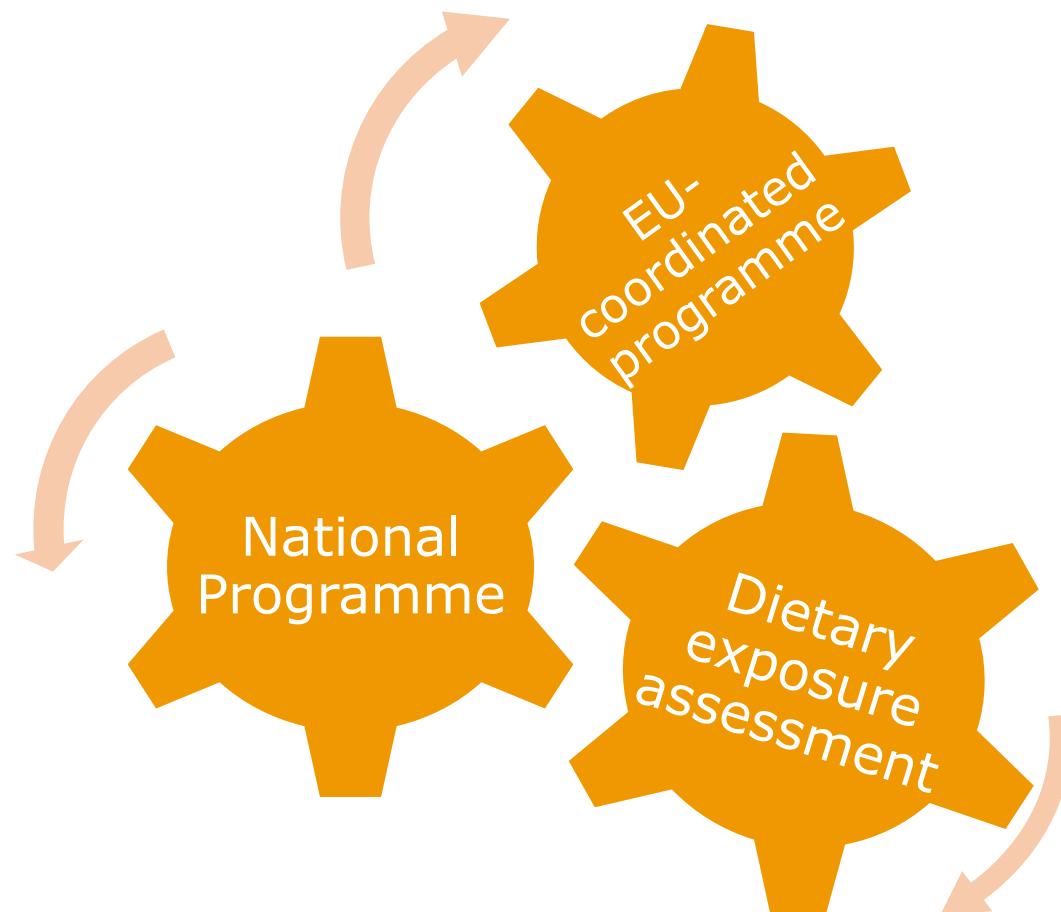 EU-
coordinated
programme
National
Programme
Dietary
exposure
assessment